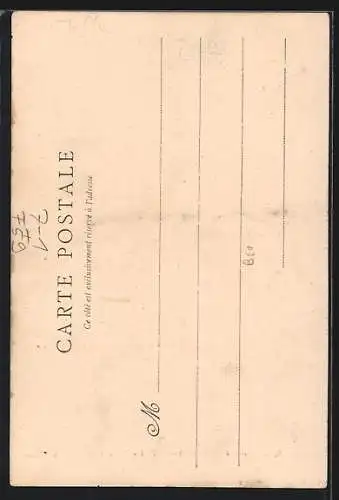 CARTE POSTALE
Ce côté est exclusivement réservé à l'adresse
M